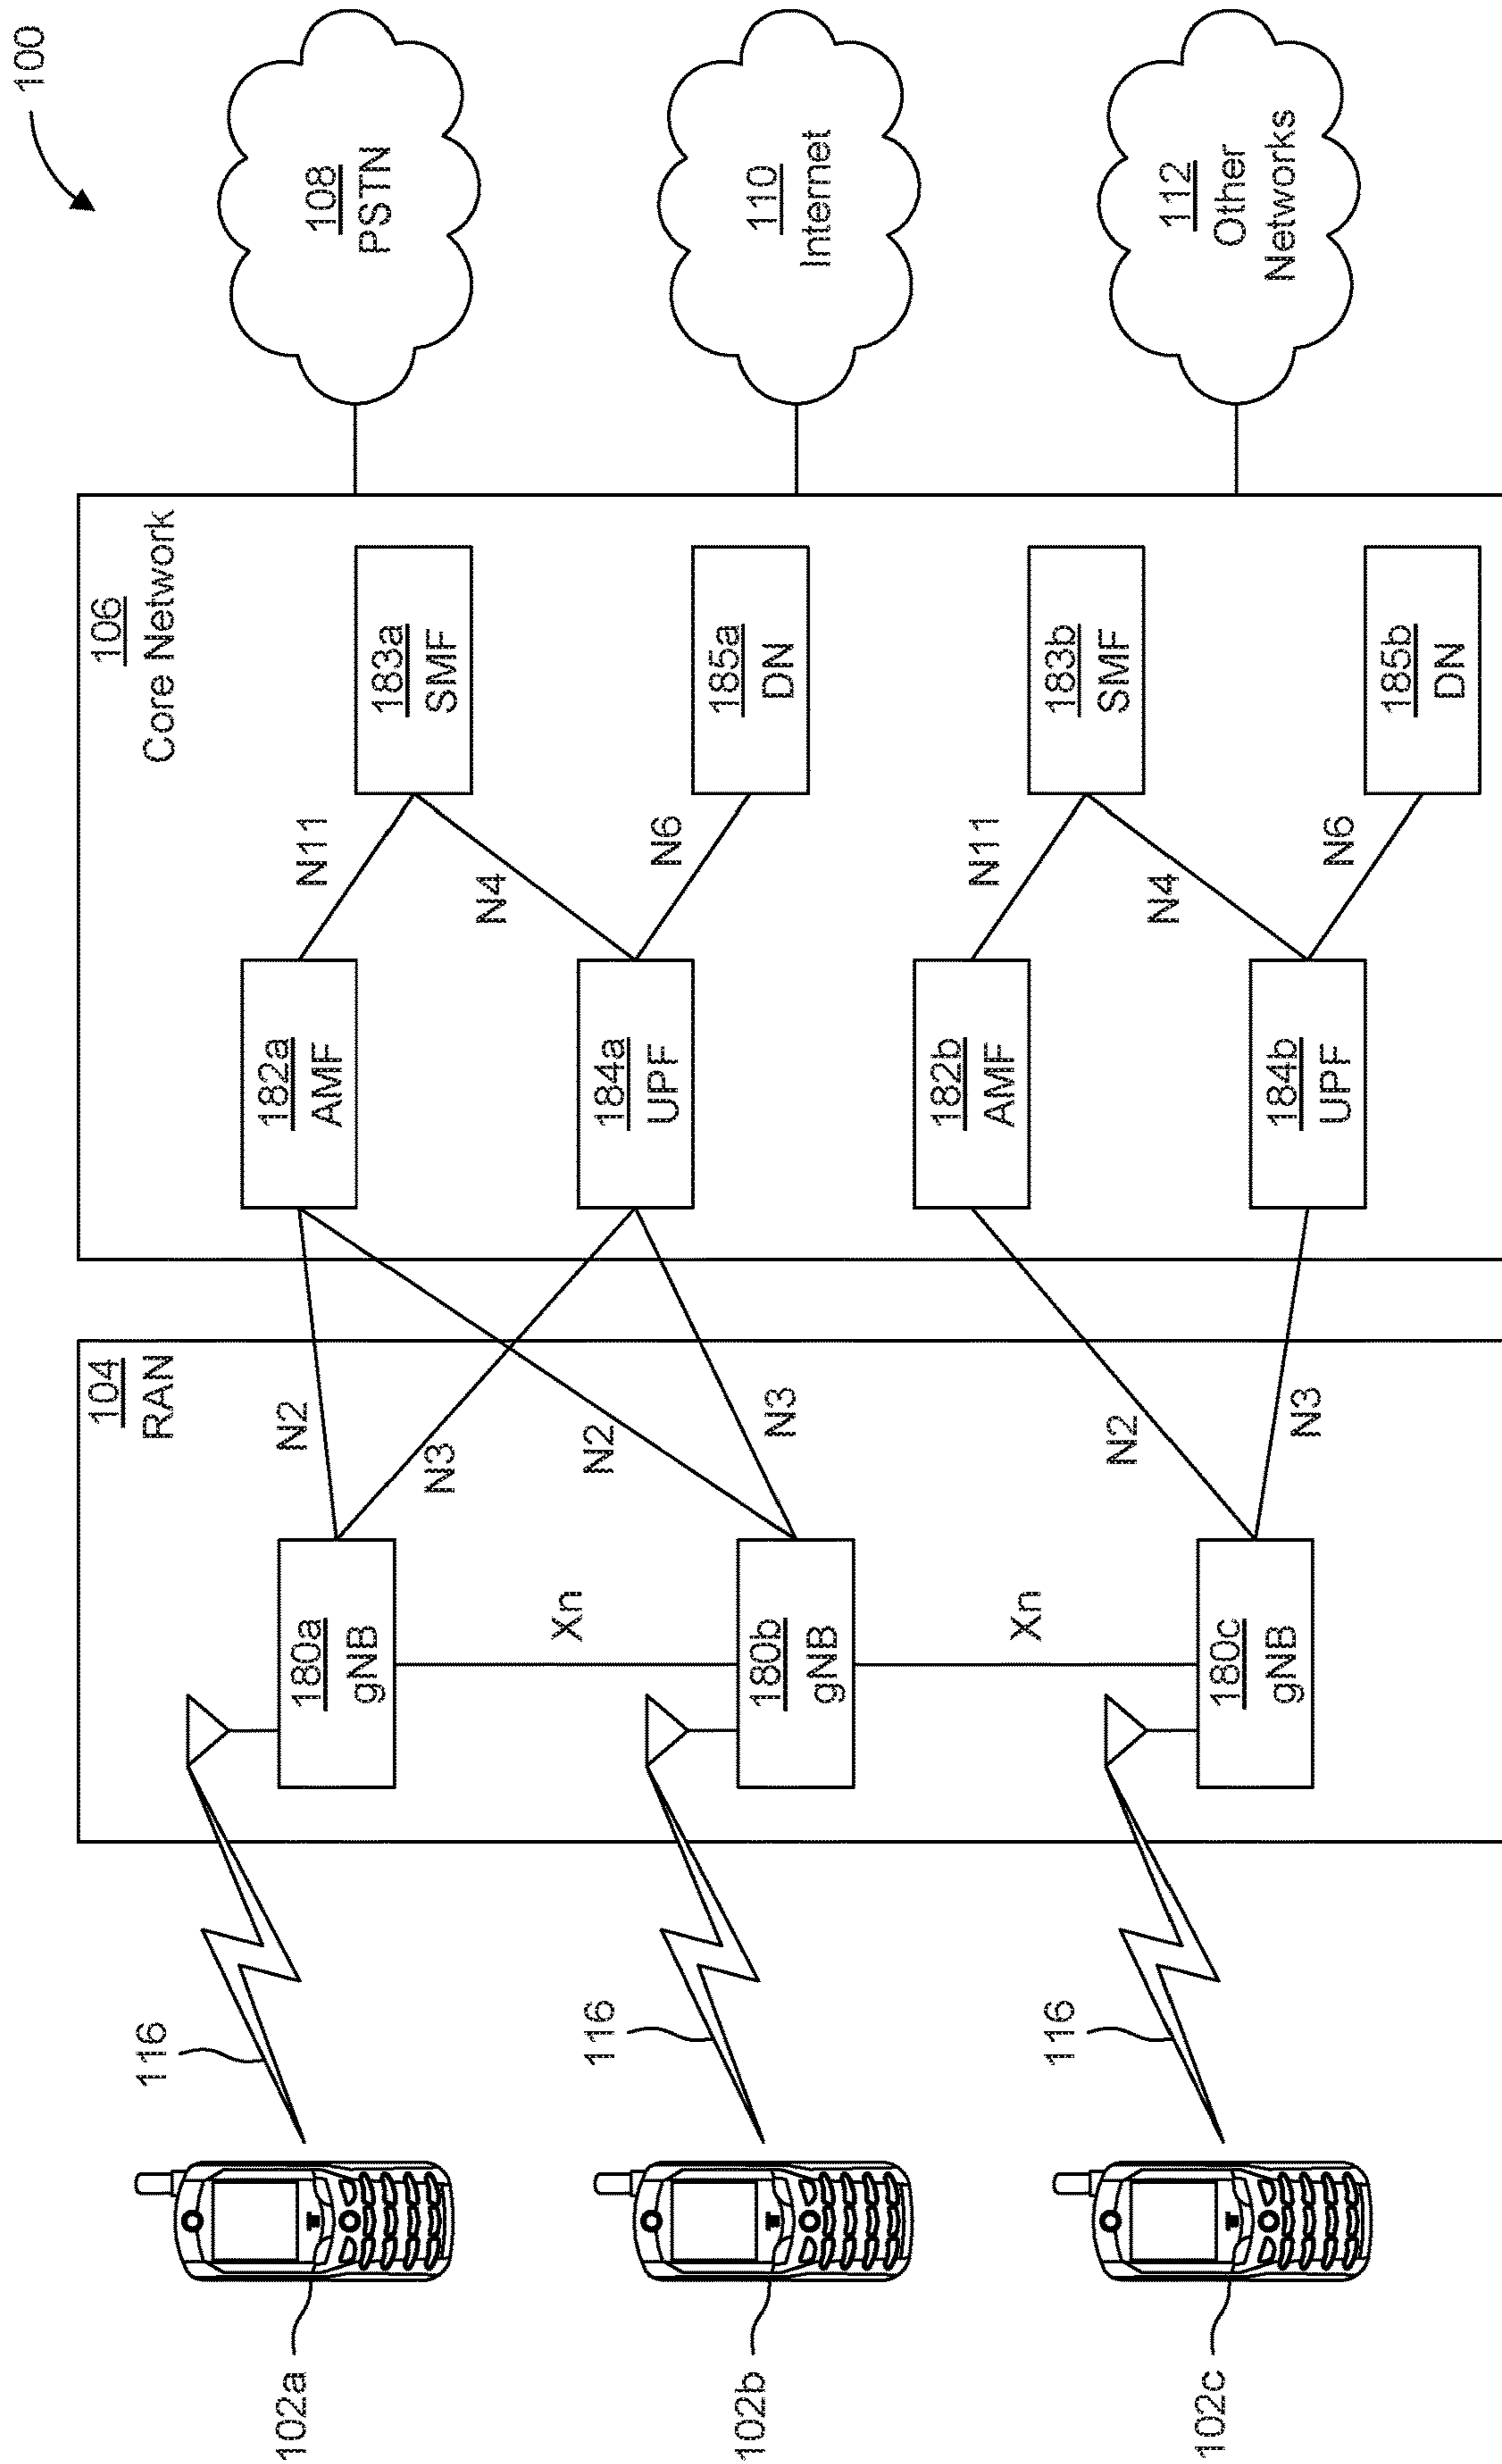 100
102a
102b
102c
116
116
116
104
RAN
180a
gNB
180b
gNB
180c
gNB
Xn
Xn
N2
N3
N2
N3
N2
N3
106
Core Network
182a
AMF
184a
UPF
182b
AMF
184b
UPF
N11
N4
N6
N11
N4
N6
183a
SMF
185a
DN
183b
SMF
185b
DN
108
PSTN
110
Internet
112
Other
Networks